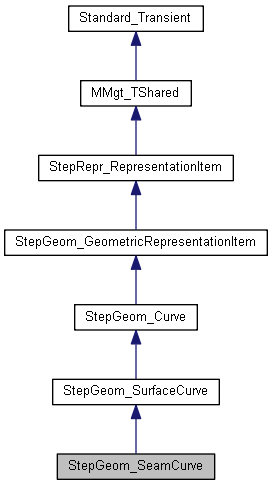 Standard_Transient
MMgt_TShared
StepRepr_RepresentationItem
StepGeom_GeometricRepresentationItem
StepGeom_Curve
StepGeom_SurfaceCurve
StepGeom_SeamCurve